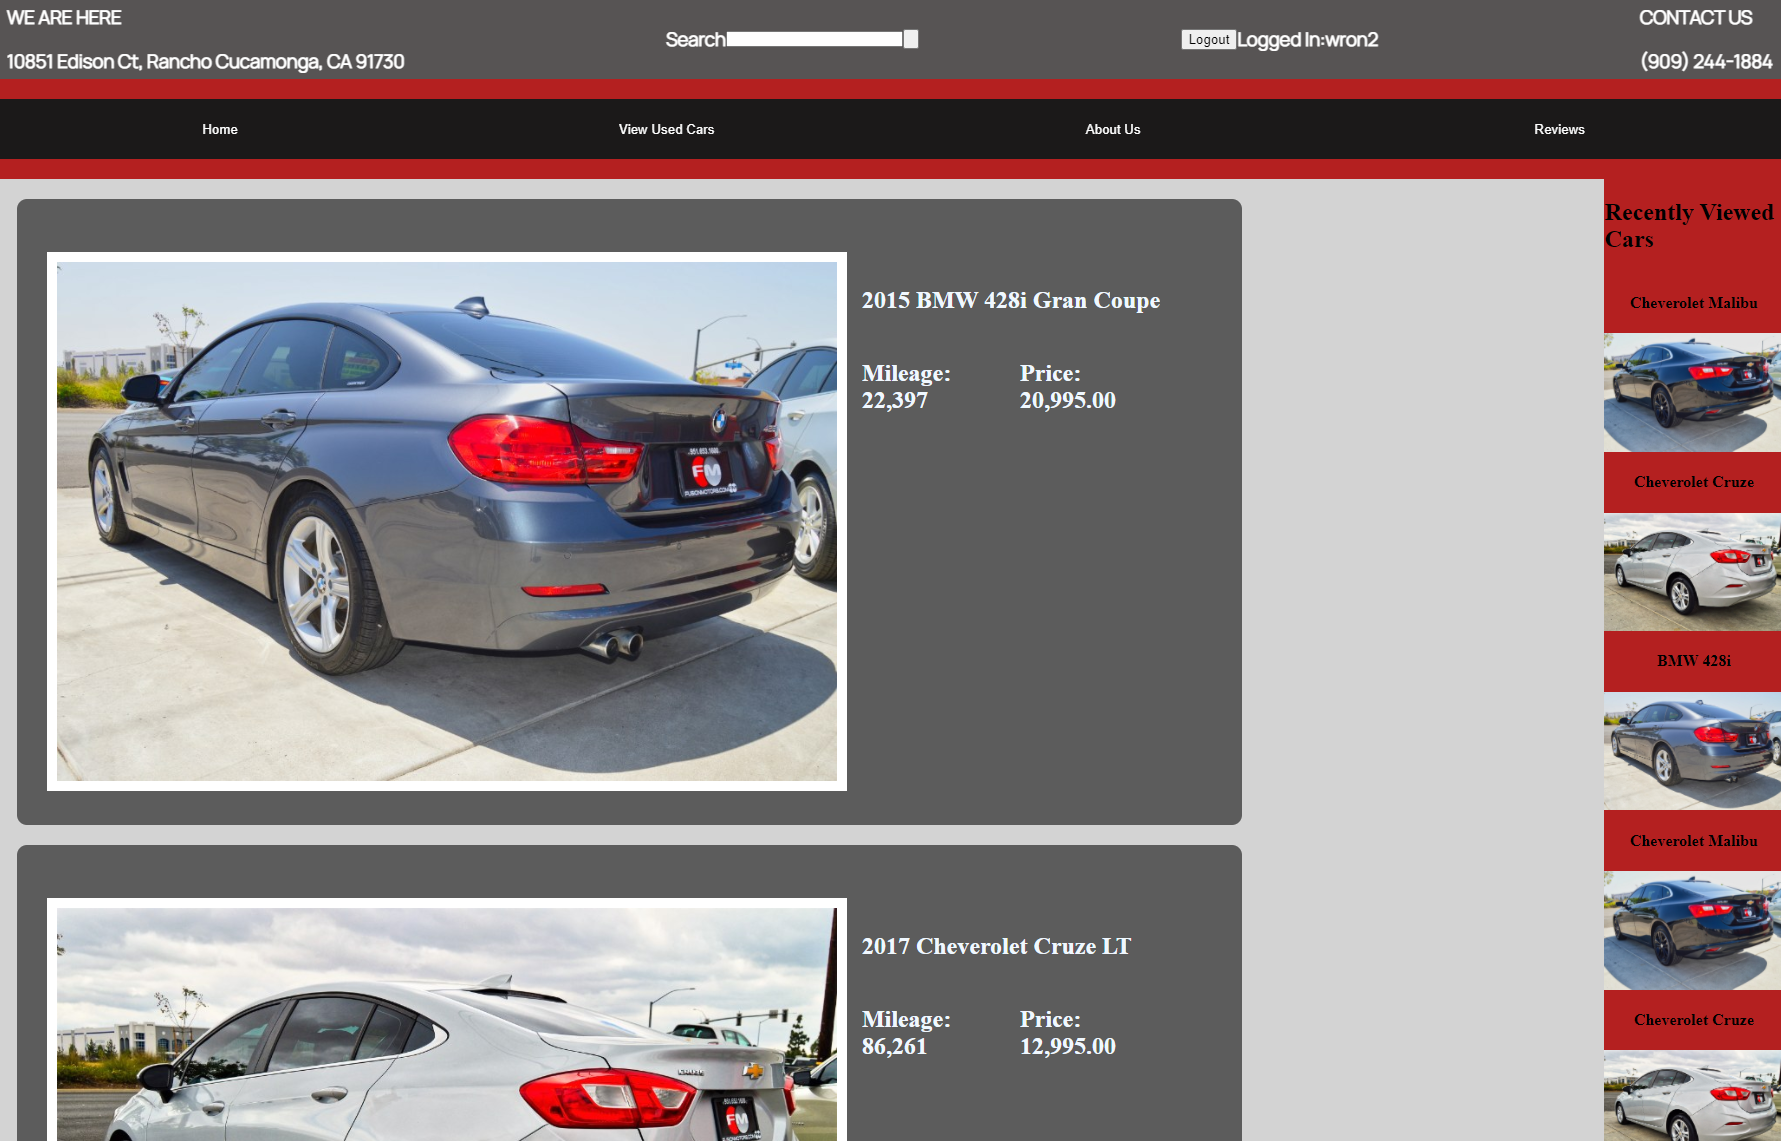 WE ARE HERE
10851 Edison Ct, Rancho Cucamonga, CA 91730
Search
Logout Logged In:wron2
CONTACT US
(909) 244-1884
Home
View Used Cars
About Us
Reviews
2015 BMW 428i Gran Coupe
Mileage:
22,397
Price:
20,995.00
FM
2017 Cheverolet Cruze LT
Mileage:
86,261
Price:
12,995.00
CRUZE
FM
Recently Viewed
Cars
Cheverolet Malibu
Cheverolet Cruze
BMW 428i
Cheverolet Malibu
Cheverolet Cruze